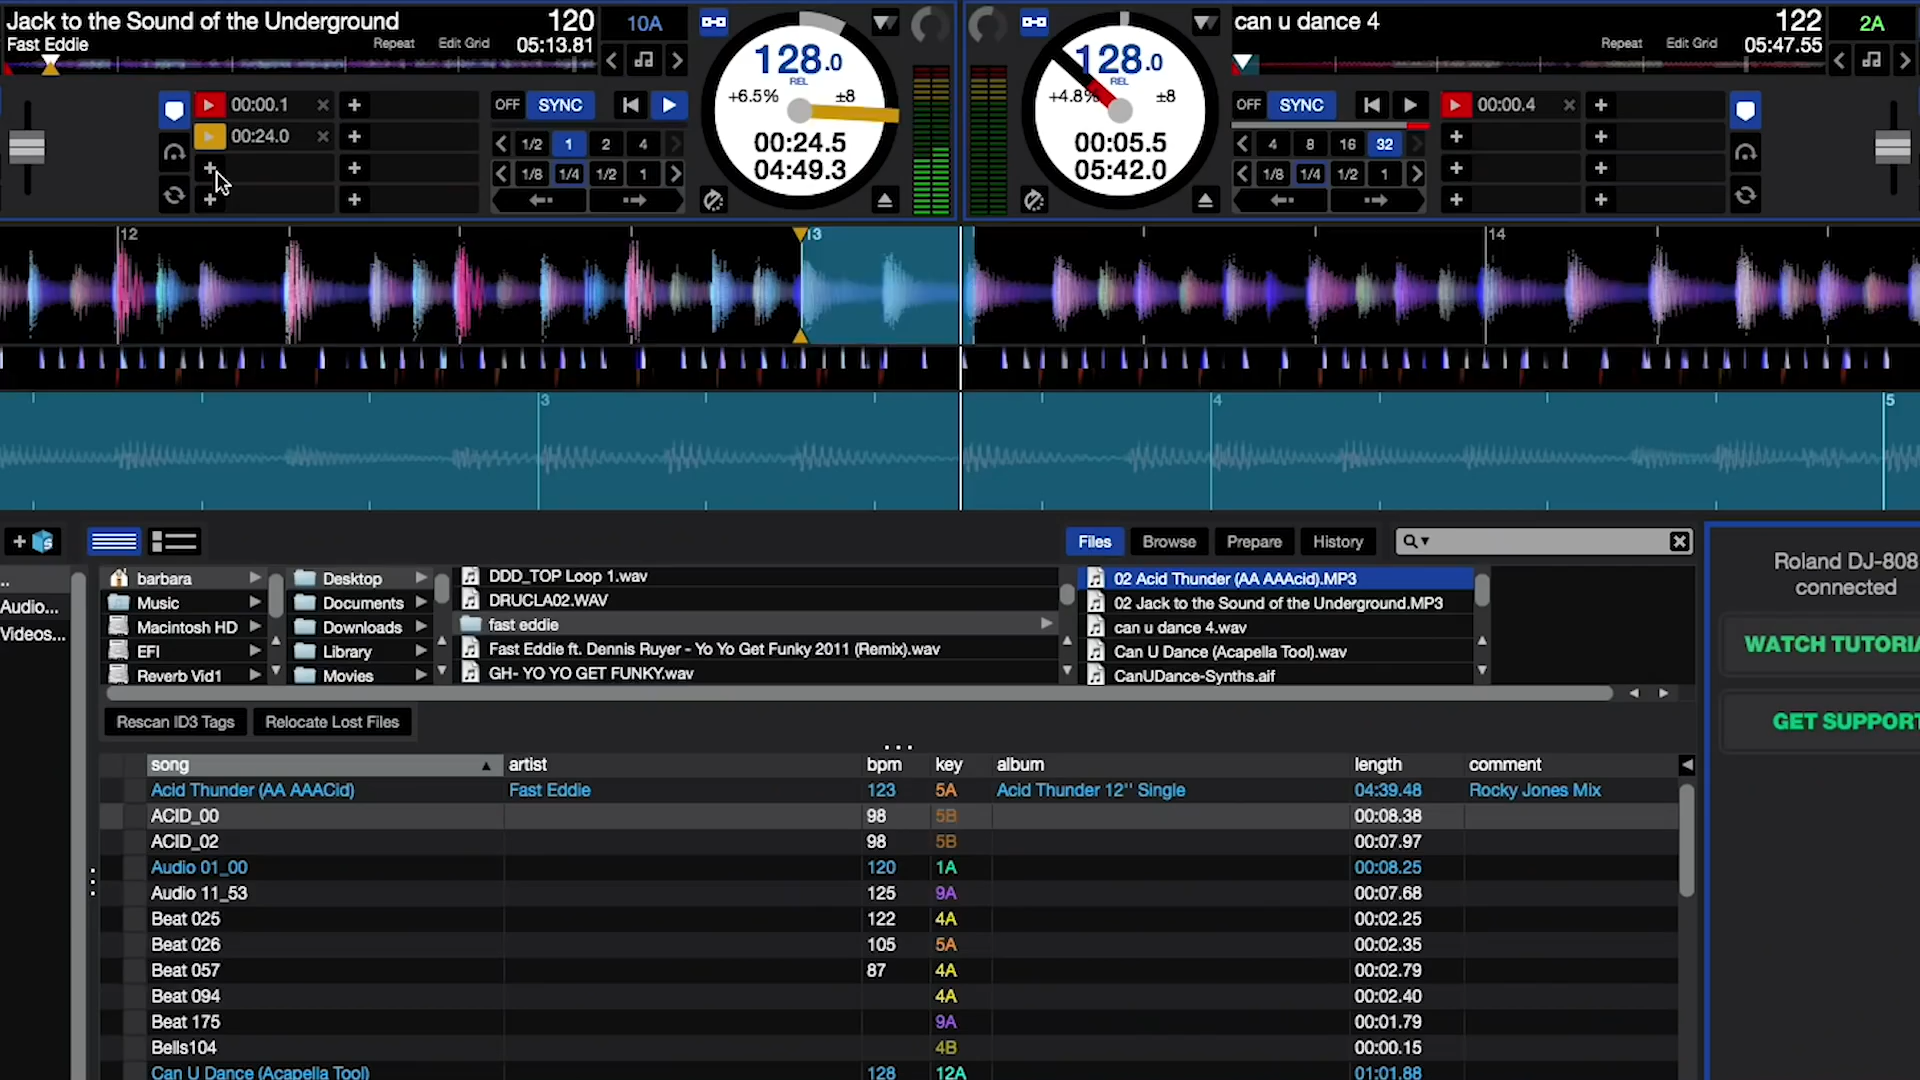 Jack to the Sound of the Underground
Fast Eddie
Repeat
Edit Grid
120
05:13.81
10A
128.0
REL
+6.5%
±8
00:24.5
04:49.3
can u dance 4
Repeat
Edit Grid
122
05:47.55
2A
128.0
+4.8%
±8
00:05.5
05:42.0
00:00.1
00:24.0
OFF
SYNC
1/2 1 2 4
1/8 1/4 1/2 1
OFF
SYNC
4 8 16 32
1/8 1/4 1/2 1
00:00.4
12
13
14
3
4
5
Files
Browse
Prepare
History
..
Audio...
Videos...
barbara
Music
Macintosh HD
EFI
Reverb Vid1
Desktop
Documents
Downloads
Library
Movies
DDD_TOP Loop 1.wav
DRUCLA02.WAV
fast eddie
Fast Eddie ft. Dennis Ruyer - Yo Yo Get Funky 2011 (Remix).wav
GH- YO YO GET FUNKY.wav
02 Acid Thunder (AA AAAcid).MP3
02 Jack to the Sound of the Underground.MP3
can u dance 4.wav
Can U Dance (Acapella Tool).wav
CanUDance-Synths.aif
Roland DJ-808
connected
WATCH TUTORIA
GET SUPPORT
Rescan ID3 Tags
Relocate Lost Files
song artist bpm key album length comment
Acid Thunder (AA AAACid) Fast Eddie 123 5A Acid Thunder 12'' Single 04:39.48 Rocky Jones Mix
ACID_00 98 5B 00:08.38
ACID_02 98 5B 00:07.97
Audio 01_00 120 1A 00:08.25
Audio 11_53 125 9A 00:07.68
Beat 025 122 4A 00:02.25
Beat 026 105 5A 00:02.35
Beat 057 87 4A 00:02.79
Beat 094 4A 00:02.40
Beat 175 9A 00:01.79
Bells104 4B 00:00.15
Can U Dance (Acapella Tool) 128 12A 01:01.88